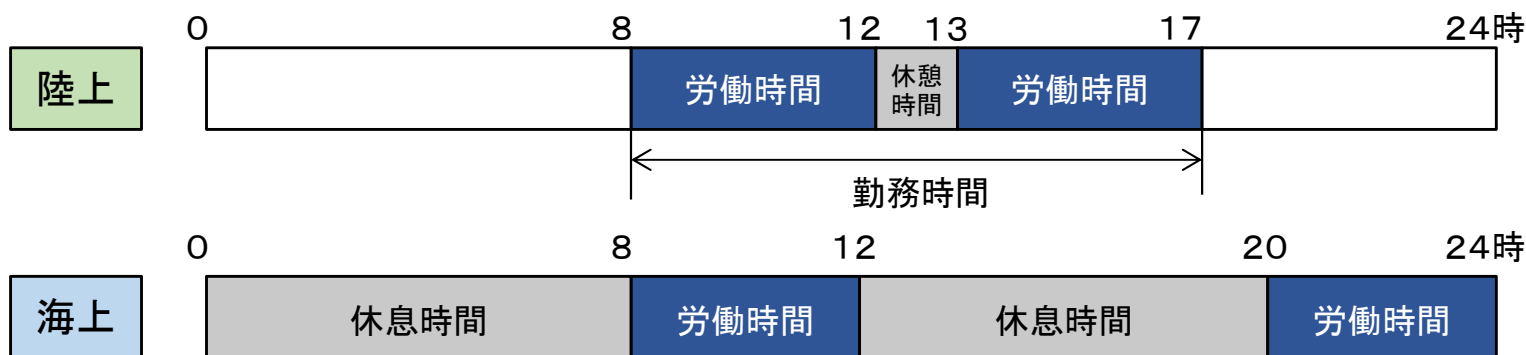 0 8 12 13 17 24時
陸上 労働時間 休憩 労働時間
時間
勤務時間
0 8 12 20 24時
海上 休息時間 労働時間 休息時間 労働時間